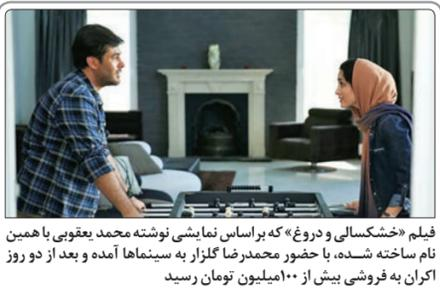 فیلم «خشکسالی و دروغ» که براساس نمایشی نوشته محمد یعقوبی با همین
نام ساخته شــده، با حضور محمدرضا گلزار به سینماها آمده و بعد از دو روز
اکران به فروشی بیش از ۱۰۰میلیون تومان رسید